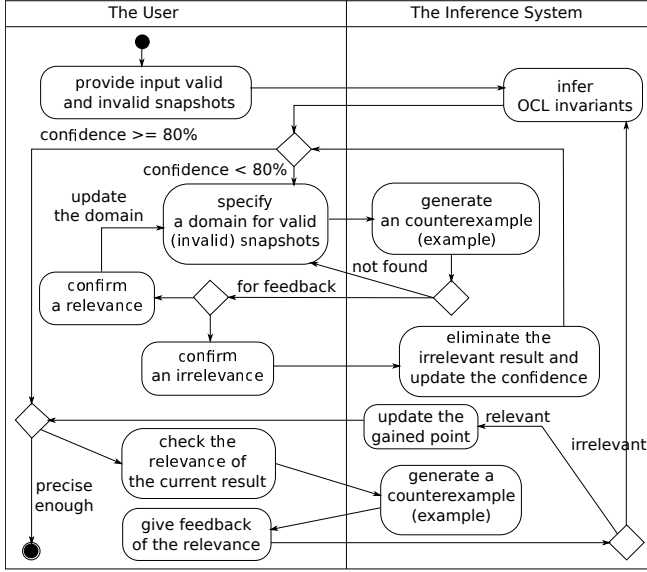 The User
The Inference System
provide input valid
and invalid snapshots
infer
OCL invariants
confidence >= 80%
confidence < 80%
update
the domain
specify
a domain for valid
(invalid) snapshots
generate
an counterexample
(example)
not found
for feedback
confirm
a relevance
confirm
an irrelevance
eliminate the
irrelevant result and
update the confidence
update the
gained point
relevant
irrelevant
check the
relevance of
the current result
generate a
counterexample
(example)
precise
enough
give feedback
of the relevance